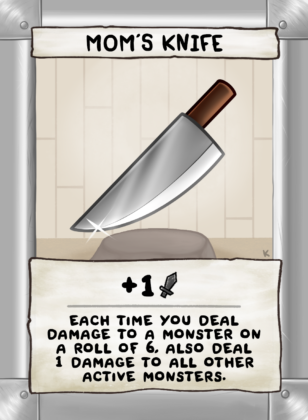 MOM'S KNIFE
+1
EACH TIME YOU DEAL
DAMAGE TO A MONSTER ON
A ROLL OF 6, ALSO DEAL
1 DAMAGE TO ALL OTHER
ACTIVE MONSTERS.